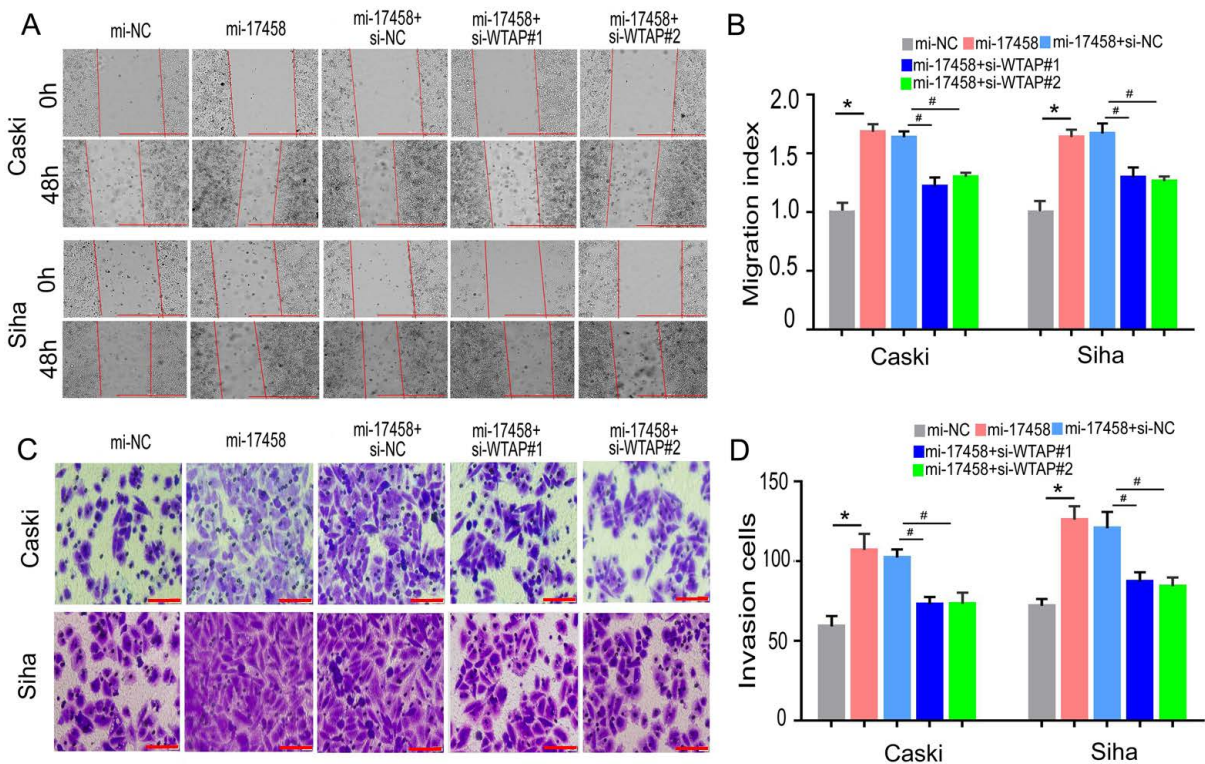 A
mi-NC
mi-17458
mi-17458+
si-NC
mi-17458+
si-WTAP#1
mi-17458+
si-WTAP#2
Caski
0h
48h
Siha
0h
48h
B
mi-NC mi-17458 mi-17458+si-NC
mi-17458+si-WTAP#1
mi-17458+si-WTAP#2
Migration index
2.0
1.5
1.0
0.5
0
* # #
* # #
Caski Siha
C
mi-NC
mi-17458
mi-17458+
si-NC
mi-17458+
si-WTAP#1
mi-17458+
si-WTAP#2
Caski
Siha
D
mi-NC mi-17458 mi-17458+si-NC
mi-17458+si-WTAP#1
mi-17458+si-WTAP#2
Invasion cells
150
100
50
0
* # #
* # #
Caski Siha